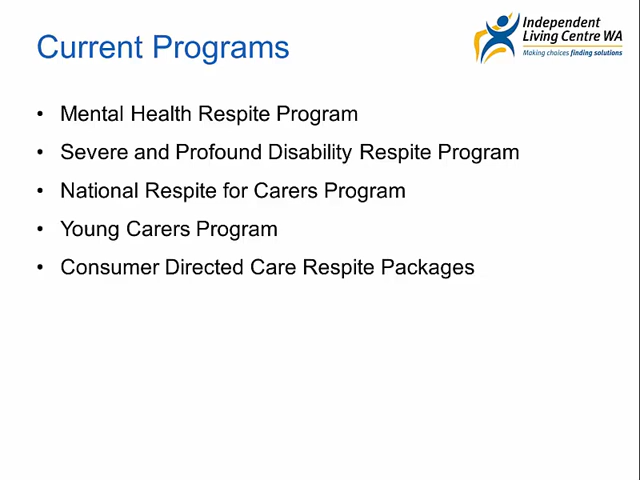 Current Programs
Independent
Living Centre WA
Making choices finding solutions
• Mental Health Respite Program
• Severe and Profound Disability Respite Program
• National Respite for Carers Program
• Young Carers Program
• Consumer Directed Care Respite Packages